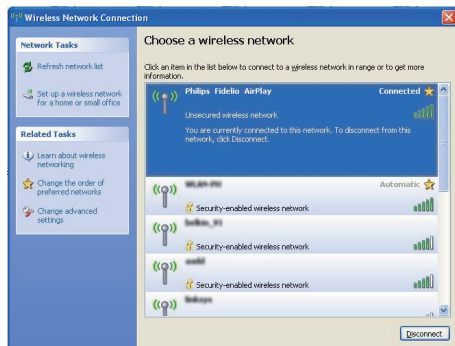 Wireless Network Connection
Network Tasks
Refresh network list
Set up a wireless network
for a home or small office
Related Tasks
Learn about wireless
networking
Change the order of
preferred networks
Change advanced
settings
Choose a wireless network
Click an item in the list below to connect to a wireless network in range or to get more
information.
Philips Fidelio AirPlay
Connected
Unsecured wireless network
You are currently connected to this network. To disconnect from this
network, click Disconnect.
Automatic
Security-enabled wireless network
Security-enabled wireless network
Security-enabled wireless network
Disconnect